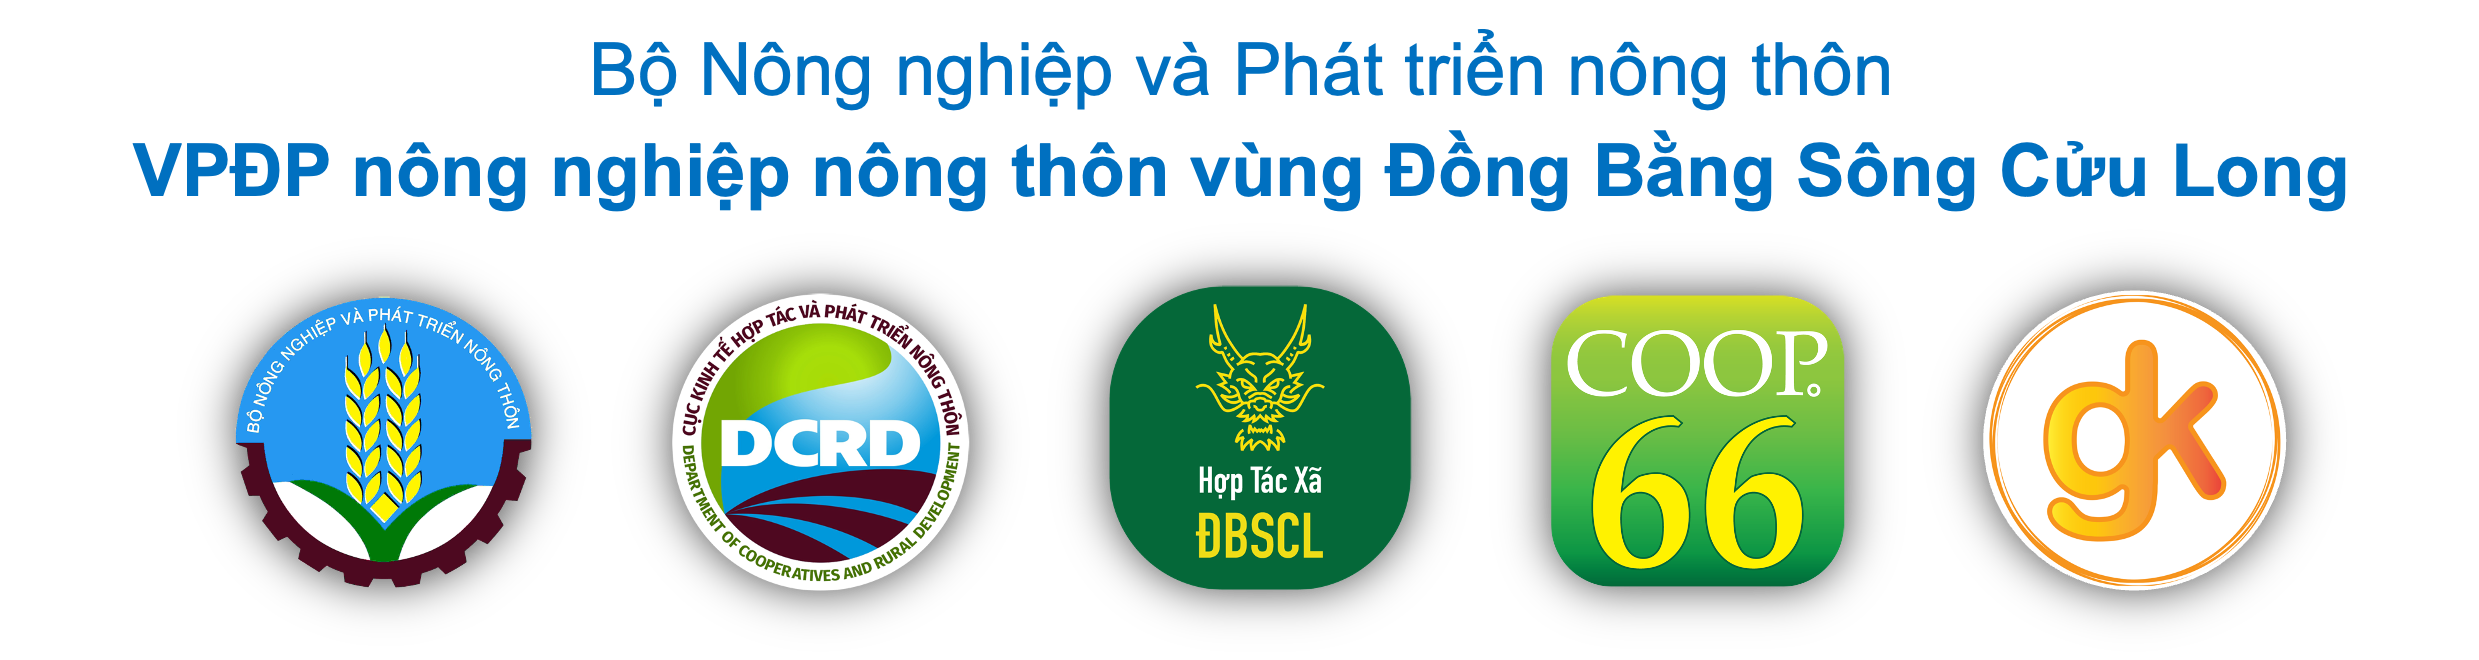 Bộ Nông nghiệp và Phát triển nông thôn
VPĐP nông nghiệp nông thôn vùng Đồng Bằng Sông Cửu Long
BỘ NÔNG NGHIỆP VÀ PHÁT TRIỂN NÔNG THÔN
CỤC KINH TẾ HỢP TÁC VÀ PHÁT TRIỂN NÔNG THÔN
DCRD
DEPARTMENT OF COOPERATIVES AND RURAL DEVELOPMENT
Hợp Tác Xã
ĐBSCL
COOP.
66
gk